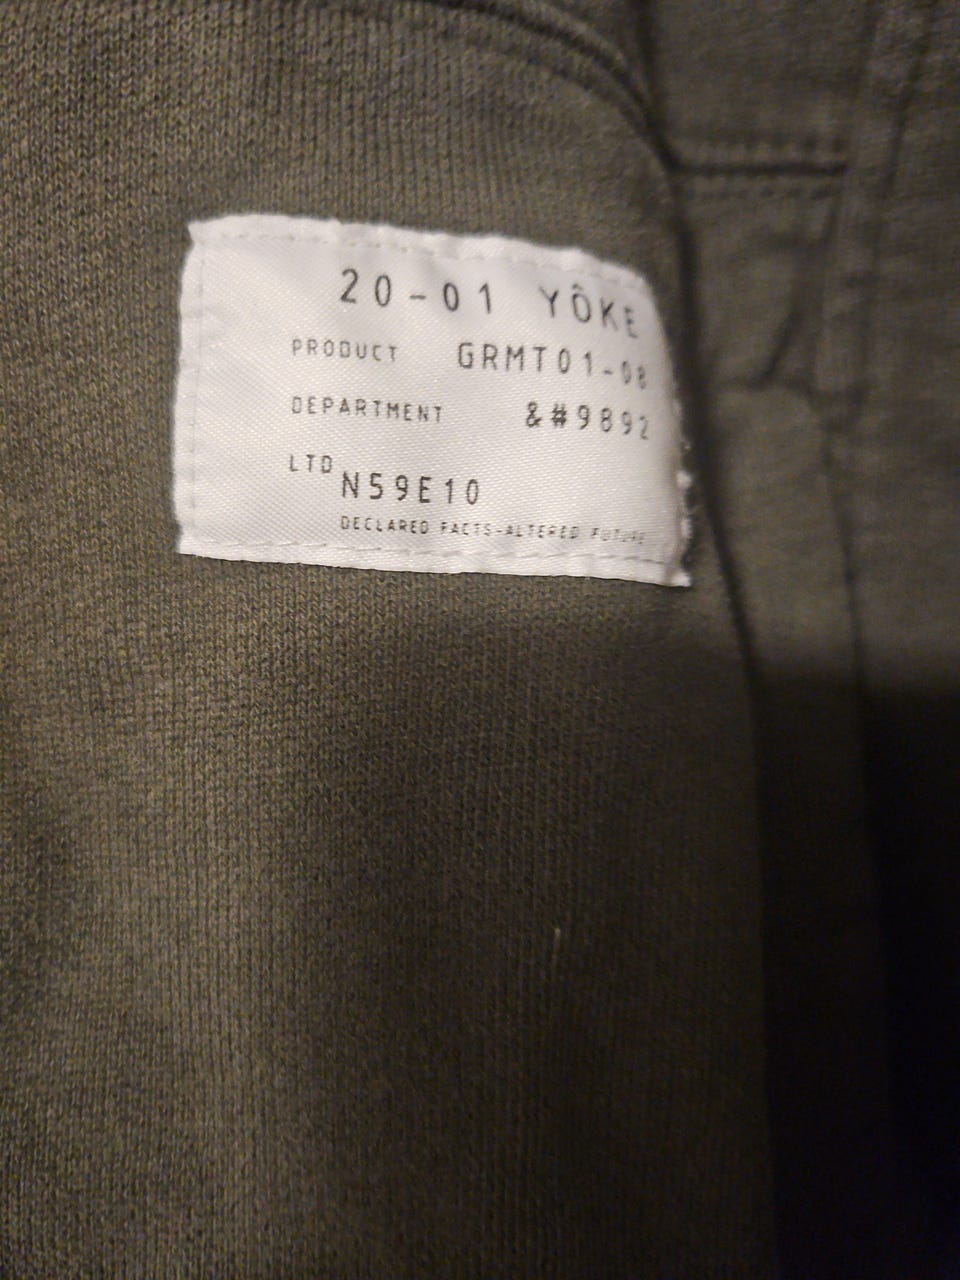 20-01 YÔKE
PRODUCT GRMT01-08
DEPARTMENT &#9892
LTD N59E10
DECLARED FACTS-ALTERED FUTURE